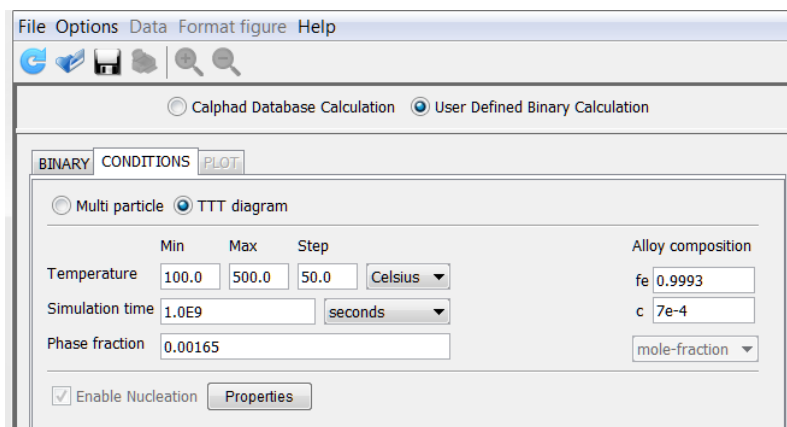 File Options Data Format figure Help
Calphad Database Calculation User Defined Binary Calculation
BINARY CONDITIONS PLOT
Multi particle TTT diagram
Min Max Step Alloy composition
Temperature 100.0 500.0 50.0 Celsius fe 0.9993
Simulation time 1.0E9 seconds c 7e-4
Phase fraction 0.00165 mole-fraction
Enable Nucleation Properties